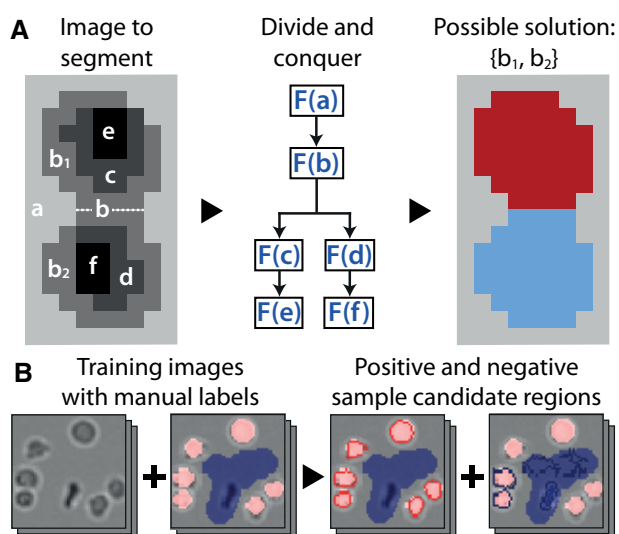 A
Image to
segment
Divide and
conquer
Possible solution:
{b₁, b₂}
e
b₁
c
a
b
b₂
f
d
F(a)
F(b)
F(c)
F(d)
F(e)
F(f)
B
Training images
with manual labels
Positive and negative
sample candidate regions